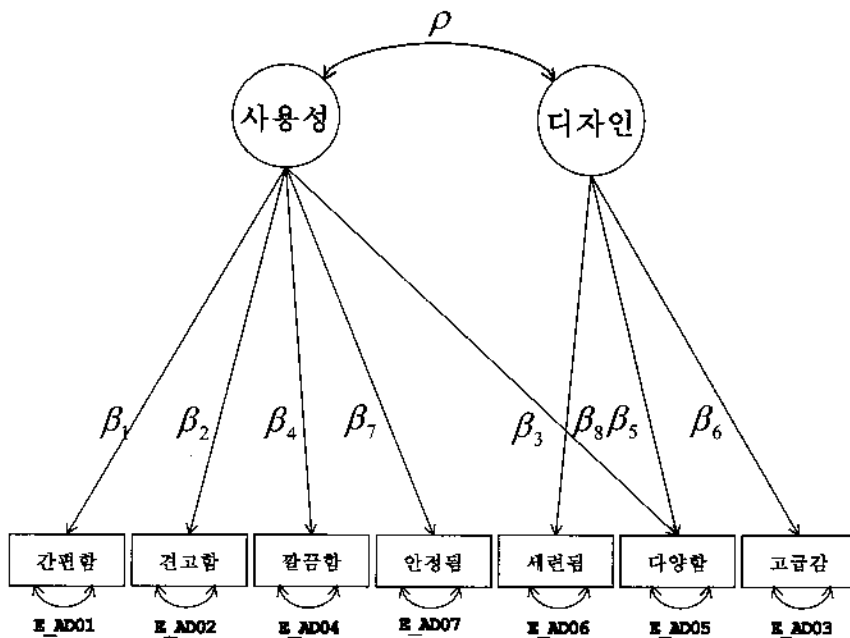 ρ
사용성 디자인
β₁ β₂ β₄ β₇ β₃ β₈ β₅ β₆
간편함 견고함 깔끔함 안정됨 세련됨 다양함 고급감
E_AD01 E_AD02 E_AD04 E_AD07 E_AD06 E_AD05 E_AD03